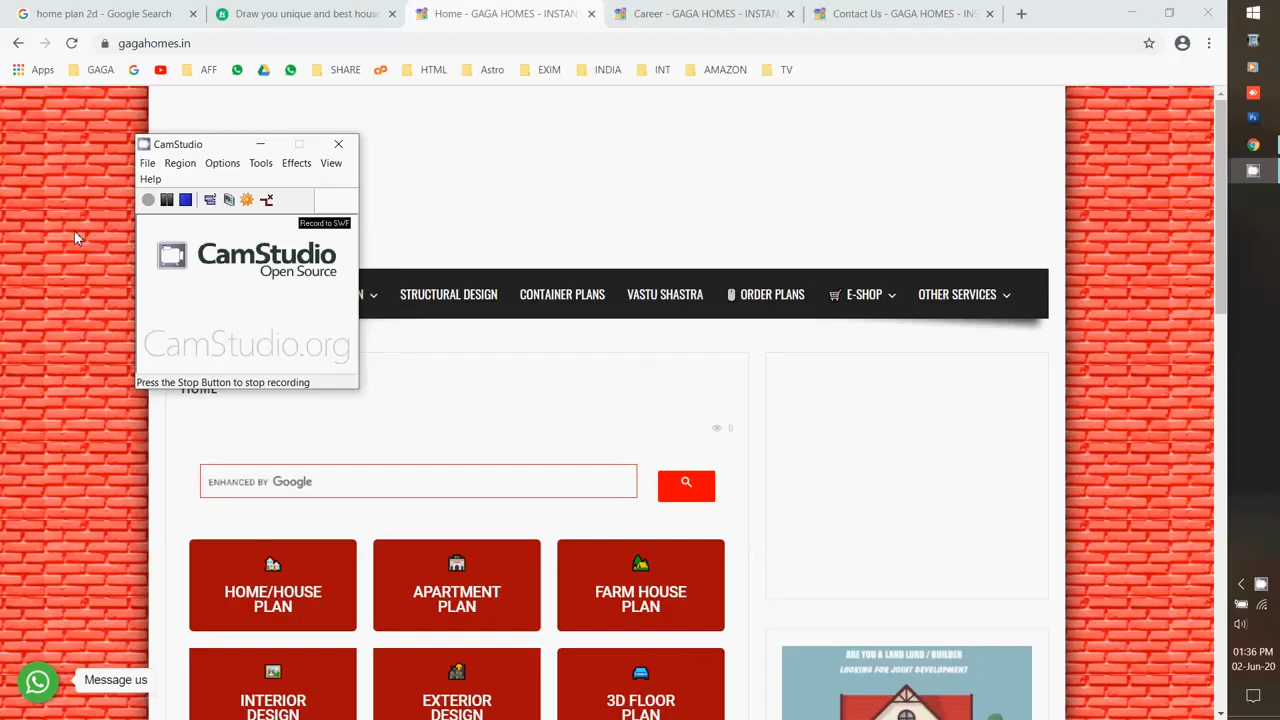 home plan 2d - Google Search
Draw you unique and best house
Home - GAGA HOMES - INSTAN
Career - GAGA HOMES - INSTAN
Contact Us - GAGA HOMES - INS
gagahomes.in
Apps GAGA AFF SHARE HTML Astro EXIM INDIA INT AMAZON TV
CamStudio
File Region Options Tools Effects View
Help
Record to SWF
CamStudio
Open Source
CamStudio.org
Press the Stop Button to stop recording
N STRUCTURAL DESIGN CONTAINER PLANS VASTU SHASTRA ORDER PLANS E-SHOP OTHER SERVICES
HOME
0
ENHANCED BY Google
HOME/HOUSE
PLAN
APARTMENT
PLAN
FARM HOUSE
PLAN
INTERIOR
DESIGN
EXTERIOR
DESIGN
3D FLOOR
PLAN
ARE YOU A LAND LORD / BUILDER
LOOKING FOR JOINT DEVELOPMENT
Message us
01:36 PM
02-Jun-20